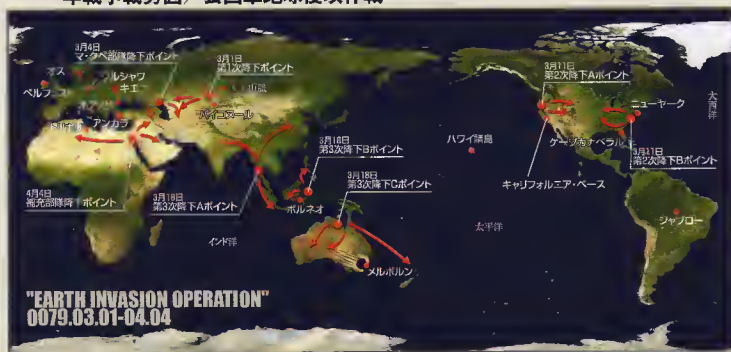 3月4日
マ・クベ部隊降下ポイント
3月1日
第1次降下ポイント
オデッサ
ベルファスト
キエフ
バイコヌール
アンカラ
4月4日
補充部隊降下ポイント
3月18日
第3次降下Aポイント
3月18日
第3次降下Bポイント
3月18日
第3次降下Cポイント
ボルネオ
インド洋
メルボルン
ハワイ諸島
太平洋
3月11日
第2次降下Aポイント
ニューヤーク
大西洋
ケープカナベラル
3月11日
第2次降下Bポイント
キャリフォルニア・ベース
ジャブロー
"EARTH INVASION OPERATION"
0079.03.01-04.04